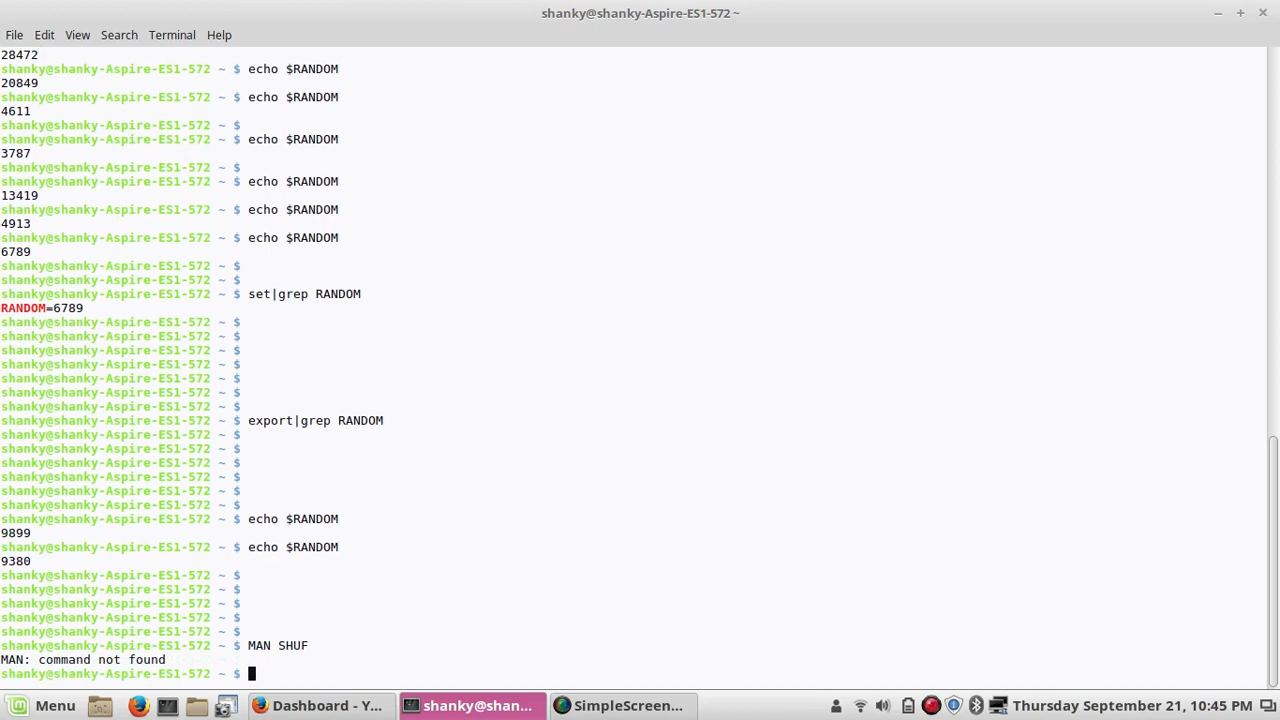 shanky@shanky-Aspire-ES1-572 ~
File Edit View Search Terminal Help
28472
shanky@shanky-Aspire-ES1-572 ~ $ echo $RANDOM
20849
shanky@shanky-Aspire-ES1-572 ~ $ echo $RANDOM
4611
shanky@shanky-Aspire-ES1-572 ~ $
shanky@shanky-Aspire-ES1-572 ~ $ echo $RANDOM
3787
shanky@shanky-Aspire-ES1-572 ~ $
shanky@shanky-Aspire-ES1-572 ~ $ echo $RANDOM
13419
shanky@shanky-Aspire-ES1-572 ~ $ echo $RANDOM
4913
shanky@shanky-Aspire-ES1-572 ~ $ echo $RANDOM
6789
shanky@shanky-Aspire-ES1-572 ~ $
shanky@shanky-Aspire-ES1-572 ~ $
shanky@shanky-Aspire-ES1-572 ~ $ set|grep RANDOM
RANDOM=6789
shanky@shanky-Aspire-ES1-572 ~ $
shanky@shanky-Aspire-ES1-572 ~ $
shanky@shanky-Aspire-ES1-572 ~ $
shanky@shanky-Aspire-ES1-572 ~ $
shanky@shanky-Aspire-ES1-572 ~ $
shanky@shanky-Aspire-ES1-572 ~ $
shanky@shanky-Aspire-ES1-572 ~ $
shanky@shanky-Aspire-ES1-572 ~ $ export|grep RANDOM
shanky@shanky-Aspire-ES1-572 ~ $
shanky@shanky-Aspire-ES1-572 ~ $
shanky@shanky-Aspire-ES1-572 ~ $
shanky@shanky-Aspire-ES1-572 ~ $
shanky@shanky-Aspire-ES1-572 ~ $
shanky@shanky-Aspire-ES1-572 ~ $
shanky@shanky-Aspire-ES1-572 ~ $ echo $RANDOM
9899
shanky@shanky-Aspire-ES1-572 ~ $ echo $RANDOM
9380
shanky@shanky-Aspire-ES1-572 ~ $
shanky@shanky-Aspire-ES1-572 ~ $
shanky@shanky-Aspire-ES1-572 ~ $
shanky@shanky-Aspire-ES1-572 ~ $
shanky@shanky-Aspire-ES1-572 ~ $
shanky@shanky-Aspire-ES1-572 ~ $ MAN SHUF
MAN: command not found
shanky@shanky-Aspire-ES1-572 ~ $
Menu Dashboard - Y... shanky@shan... SimpleScreen... Thursday September 21, 10:45 PM